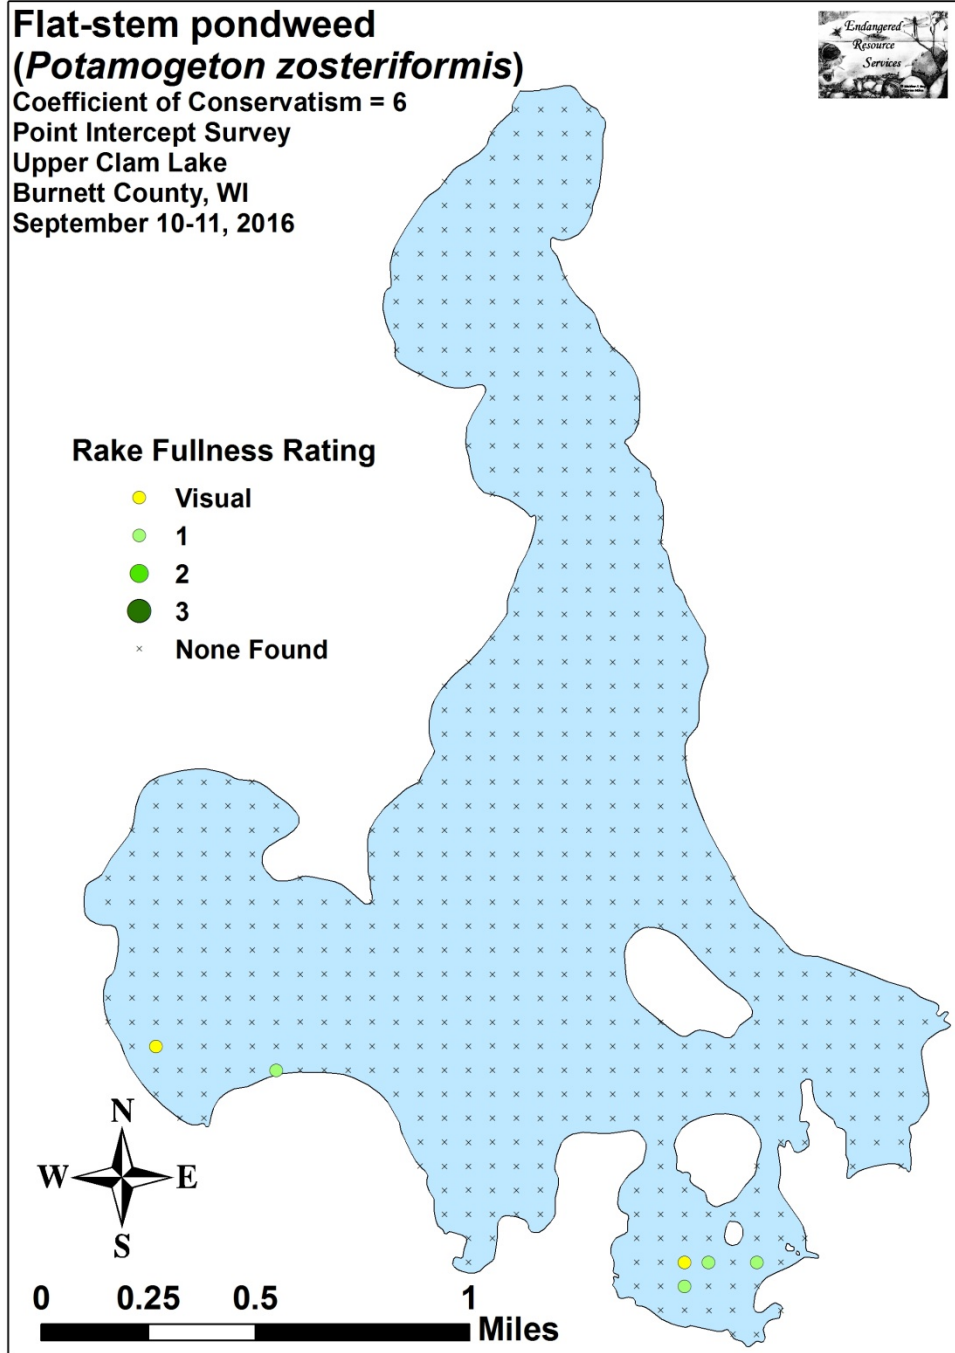 Flat-stem pondweed
(Potamogeton zosteriformis)
Coefficient of Conservatism = 6
Point Intercept Survey
Upper Clam Lake
Burnett County, WI
September 10-11, 2016
Endangered
Resource
Services
Rake Fullness Rating
Visual
1
2
3
None Found
N
W E
S
0 0.25 0.5 1
Miles